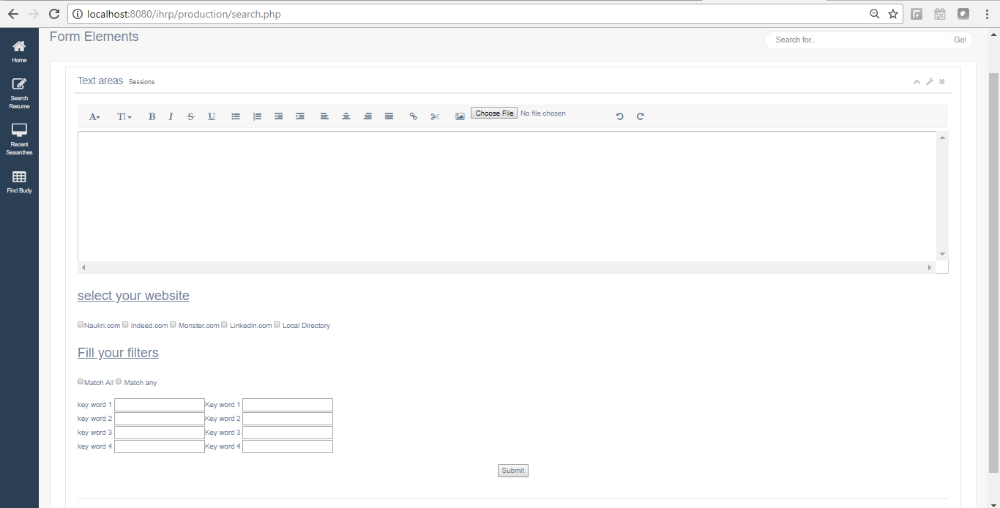 localhost:8080/ihrp/production/search.php
Home
Search
Resume
Recent
Seaarches
Find Budy
Form Elements
Search for... Go!
Text areas Sessions
A T B I S U Choose File No file chosen
select your website
Naukri.com Indeed.com Monster.com Linkedin.com Local Directory
Fill your filters
Match All Match any
key word 1 Key word 1
key word 2 Key word 2
key word 3 Key word 3
key word 4 Key word 4
Submit